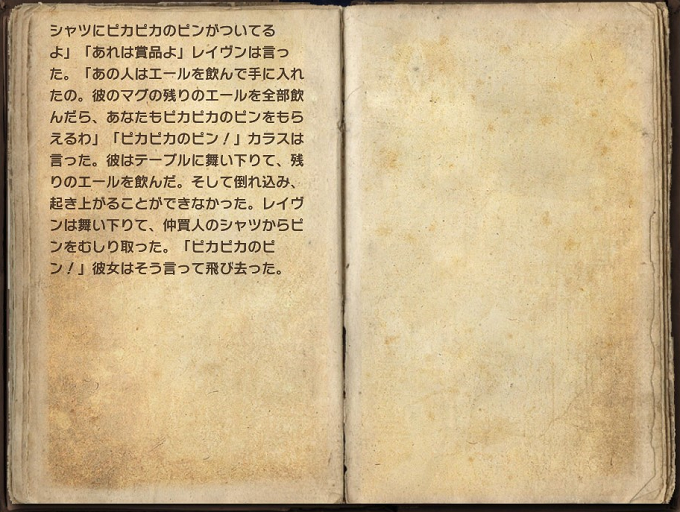 シャツにピカピカのピンがついてる
よ」「あれは賞品よ」レイヴンは言っ
た。「あの人はエールを飲んで手に入れ
たの。彼のマグの残りのエールを全部飲
んだら、あなたもピカピカのピンをもら
えるわ」「ピカピカのピン！」カラスは
言った。彼はテーブルに舞い下りて、残
りのエールを飲んだ。そして倒れ込み、
起き上がることができなかった。レイヴ
ンは舞い下りて、仲買人のシャツからピ
ンをむしり取った。「ピカピカのピ
ン！」彼女はそう言って飛び去った。